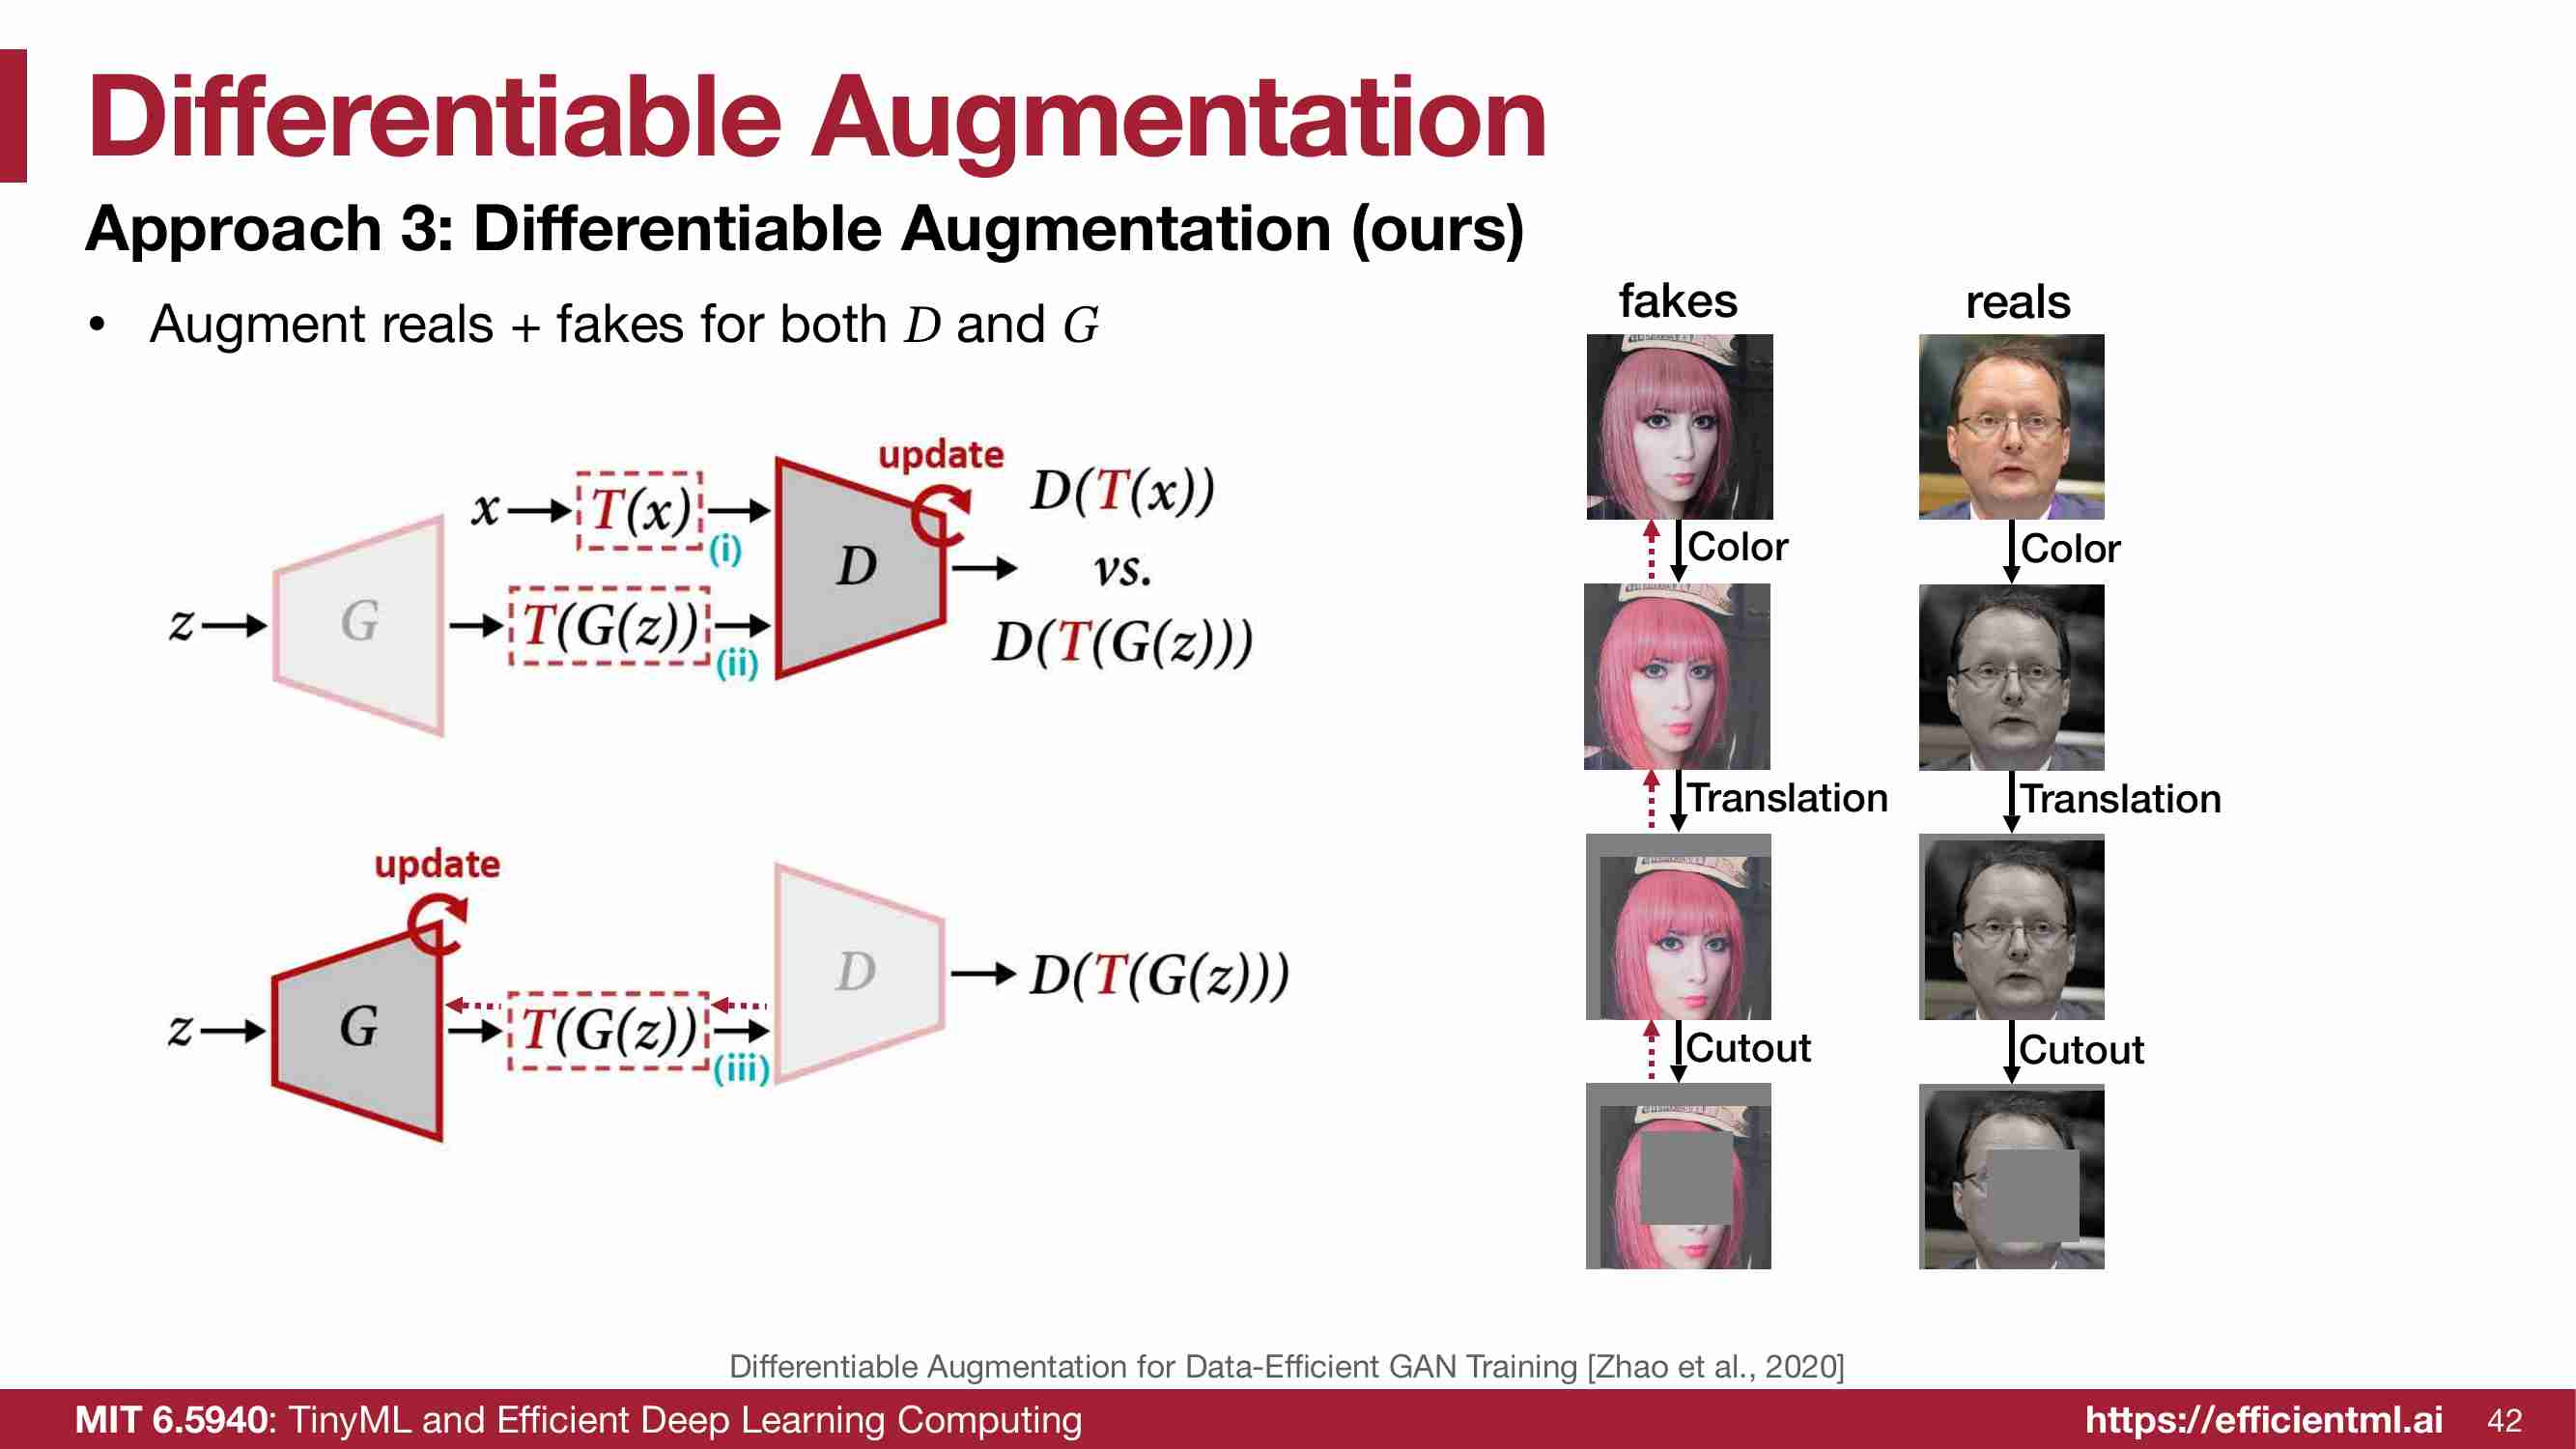 Differentiable Augmentation
Approach 3: Differentiable Augmentation (ours)
• Augment reals + fakes for both D and G
update
x T(x) D(T(x))
(i)
D vs.
z G T(G(z)) D(T(G(z)))
(ii)
update
D
D(T(G(z)))
z G T(G(z))
(iii)
fakes
Color
Translation
Cutout
reals
Color
Translation
Cutout
Differentiable Augmentation for Data-Efficient GAN Training [Zhao et al., 2020]
MIT 6.5940: TinyML and Efficient Deep Learning Computing
https://efficientml.ai 42